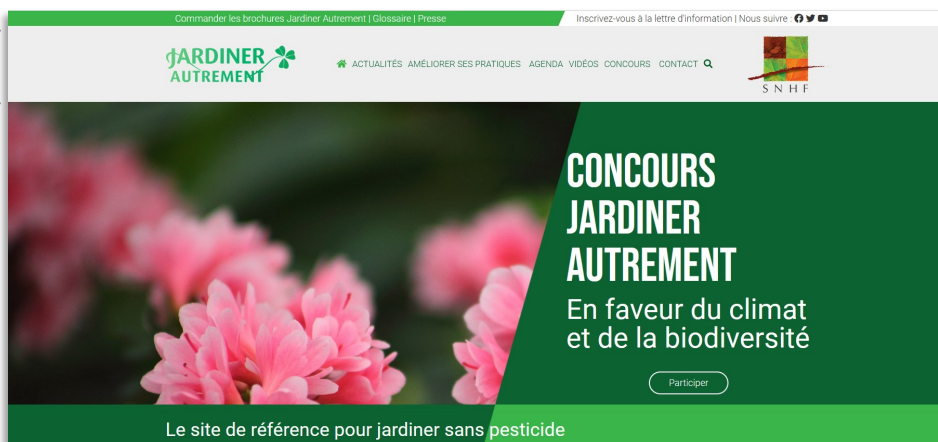 Commander les brochures Jardiner Autrement | Glossaire | Presse
Inscrivez-vous à la lettre d'information | Nous suivre :
JARDINER
AUTREMENT
ACTUALITÉS AMÉLIORER SES PRATIQUES AGENDA VIDÉOS CONCOURS CONTACT
SNHF
CONCOURS
JARDINER
AUTREMENT
En faveur du climat
et de la biodiversité
Participer
Le site de référence pour jardiner sans pesticide